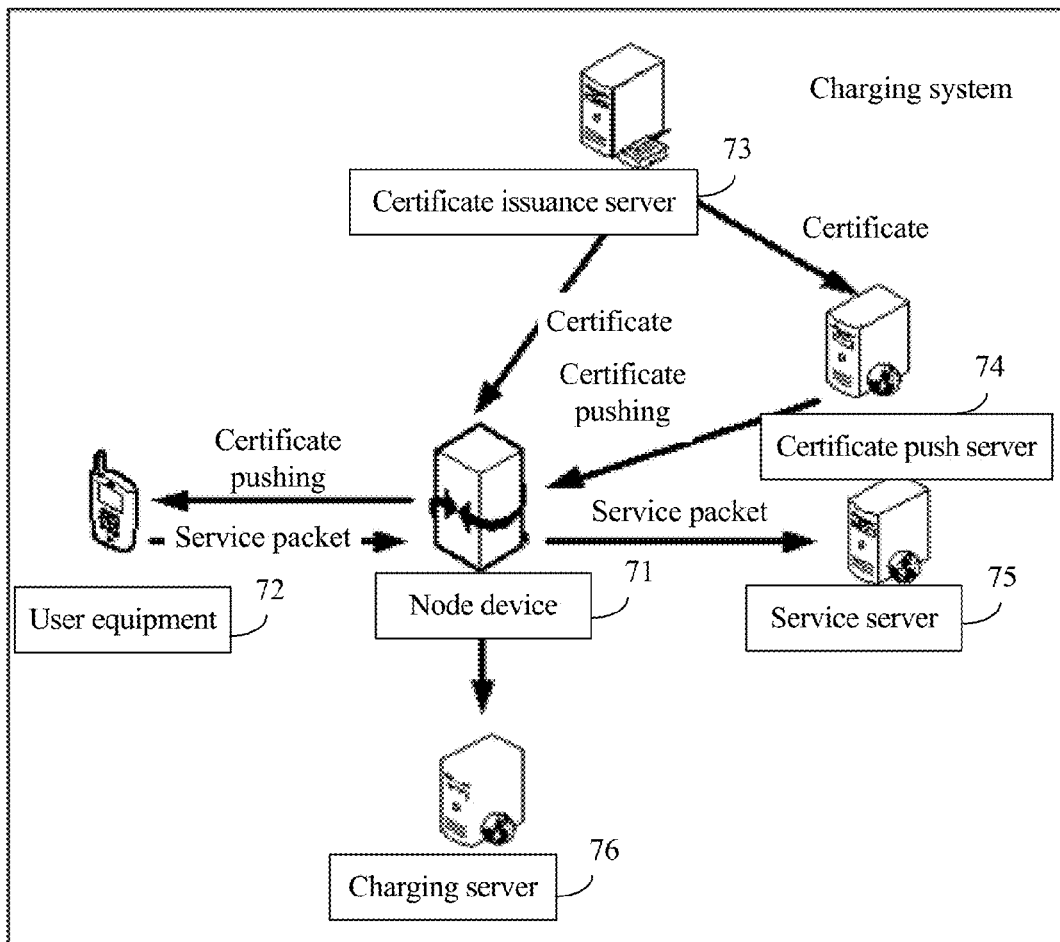 Charging system
73
Certificate issuance server
Certificate
Certificate
Certificate
pushing
74
Certificate push server
Certificate
pushing
Service packet
Service packet
72
User equipment
71
Node device
75
Service server
76
Charging server